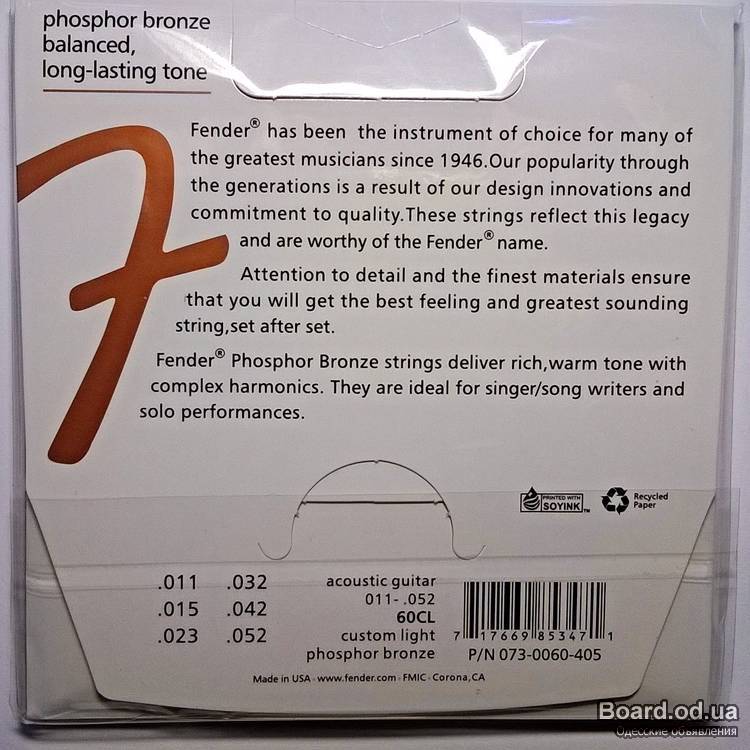 phosphor bronze
balanced,
long-lasting tone
Fender® has been the instrument of choice for many of
the greatest musicians since 1946.Our popularity through
the generations is a result of our design innovations and
commitment to quality.These strings reflect this legacy
and are worthy of the Fender® name.
Attention to detail and the finest materials ensure
that you will get the best feeling and greatest sounding
string,set after set.
Fender® Phosphor Bronze strings deliver rich,warm tone with
complex harmonics. They are ideal for singer/song writers and
solo performances.
PRINTED WITH
SOYINK™
Recycled
Paper
.011 .032
.015 .042
.023 .052
acoustic guitar
011- .052
60CL
custom light
phosphor bronze
7 17669 85347 1
P/N 073-0060-405
Made in USA · www.fender.com · FMIC · Corona,CA
Board.od.ua
Одесские объявления